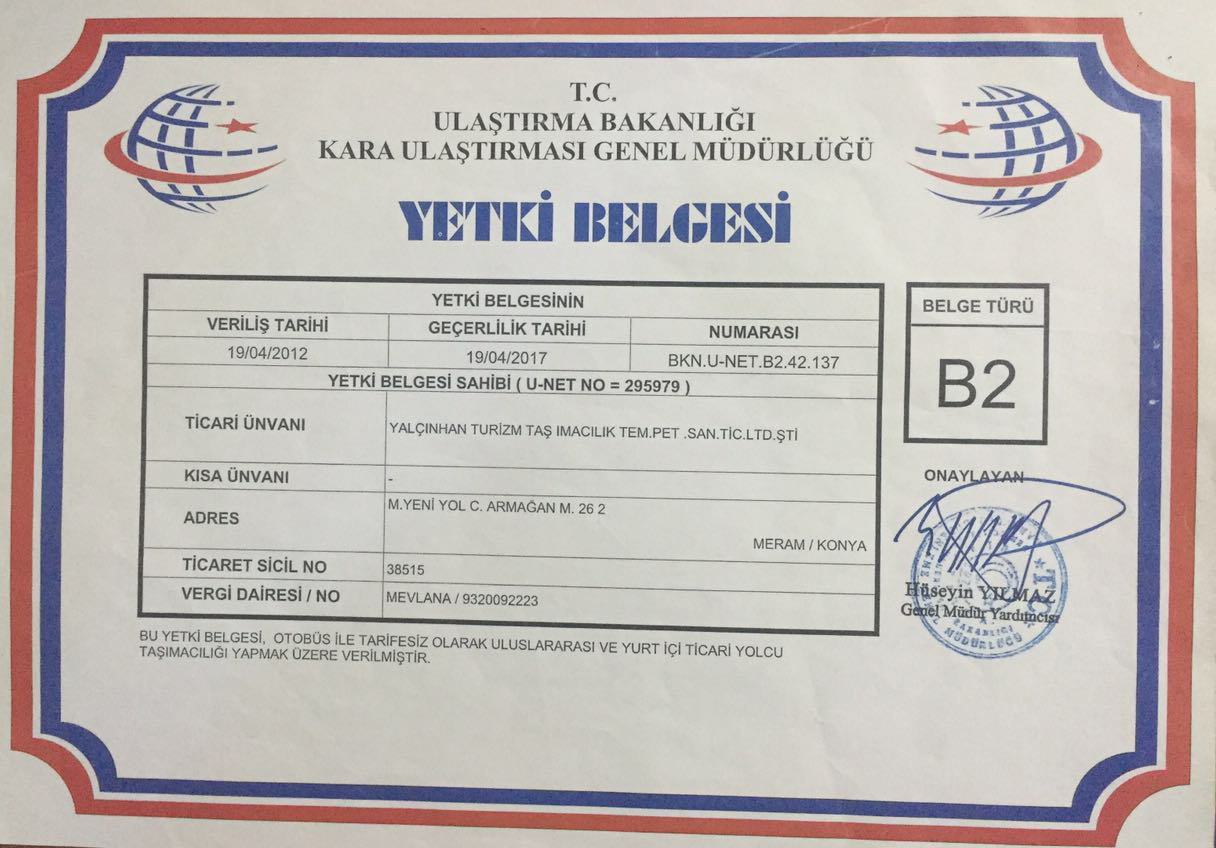 T.C.
ULAŞTIRMA BAKANLIĞI
KARA ULAŞTIRMASI GENEL MÜDÜRLÜĞÜ
YETKİ BELGESİ
YETKİ BELGESİNİN
VERİLİŞ TARİHİ GEÇERLİLİK TARİHİ NUMARASI
19/04/2012 19/04/2017 BKN.U-NET.B2.42.137
YETKİ BELGESİ SAHİBİ ( U-NET NO = 295979 )
TİCARİ ÜNVANI YALÇINHAN TURİZM TAŞ IMACILIK TEM.PET .SAN.TİC.LTD.ŞTİ
KISA ÜNVANI -
ADRES M.YENİ YOL C. ARMAĞAN M. 26 2
MERAM / KONYA
TİCARET SİCİL NO 38515
VERGİ DAİRESİ / NO MEVLANA / 9320092223
BU YETKİ BELGESİ, OTOBÜS İLE TARİFESİZ OLARAK ULUSLARARASI VE YURT İÇİ TİCARİ YOLCU
TAŞIMACILIĞI YAPMAK ÜZERE VERİLMİŞTİR.
BELGE TÜRÜ
B2
ONAYLAYAN
Hüseyin YILMAZ
Genel Müdür Yardımcısı
T.C.
BAKANLIĞI
MÜDÜRLÜĞÜ